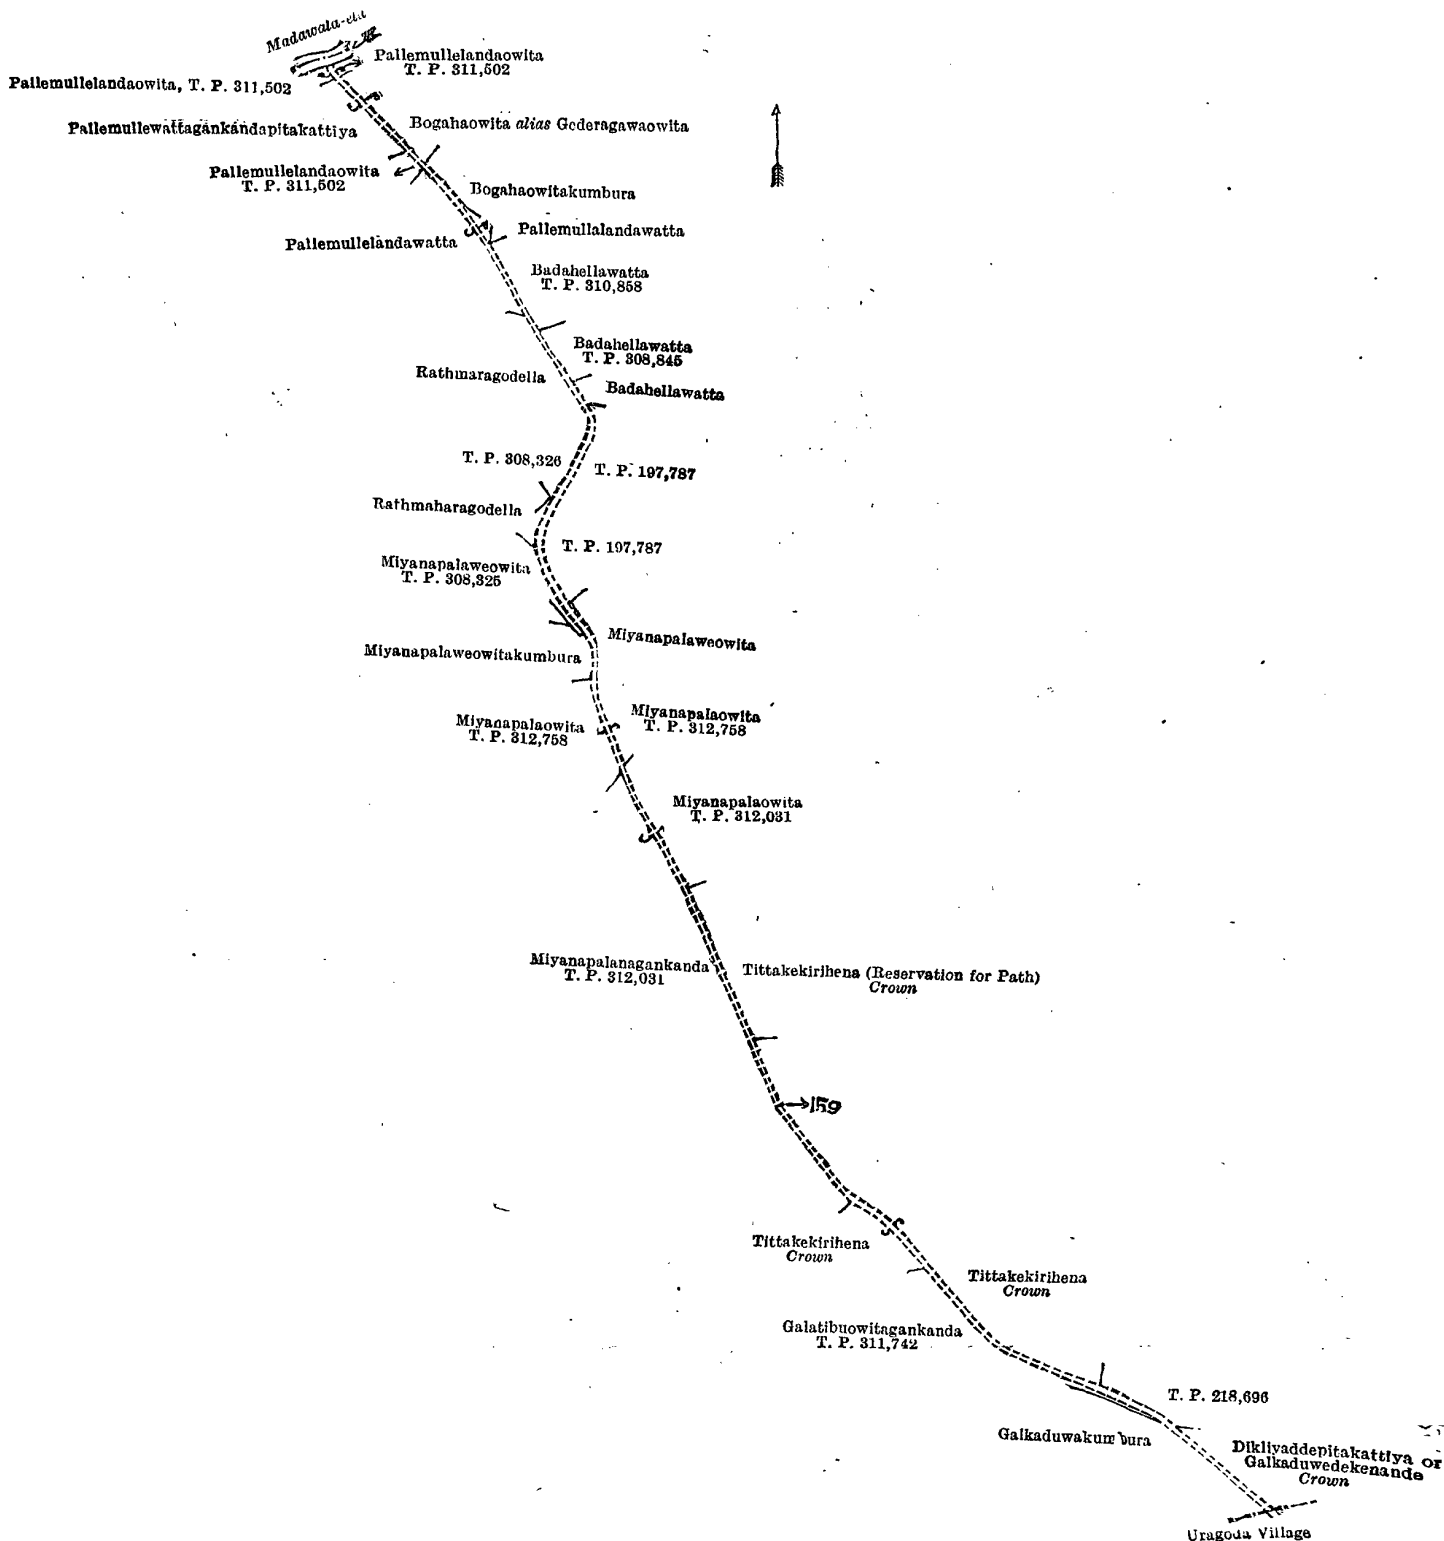 Madawala-ela
Pallemullelandaowita
T. P. 311,502
Pallemullelandaowita, T. P. 311,502
Pallemullewattagankandapitakattiya
Bogahaowita alias Gederagawaowita
Pallemullelandaowita
T. P. 311,502
Bogahaowitakumbura
Pallemullalandawatta
Pallemullelandawatta
Badahellawatta
T. P. 310,858
Badahellawatta
T. P. 308,845
Rathmaragodella
Badahellawatta
T. P. 308,326
T. P. 197,787
Rathmaharagodella
T. P. 197,787
Miyanapalaweowita
T. P. 308,325
Miyanapalaweowita
Miyanapalaweowitakumbura
Miyanapalaowita
T. P. 312,758
Miyanapalaowita
T. P. 312,758
Miyanapalaowita
T. P. 312,031
Miyanapalanagankanda
T. P. 312,031
Tittakekirihena (Reservation for Path)
Crown
159
Tittakekirihena
Crown
Tittakekirihena
Crown
Galatibuowitagankanda
T. P. 311,742
T. P. 218,696
Galkaduwakumbura
Dikliyaddepitakattiya or
Galkaduwedekenande
Crown
Uragoda Village